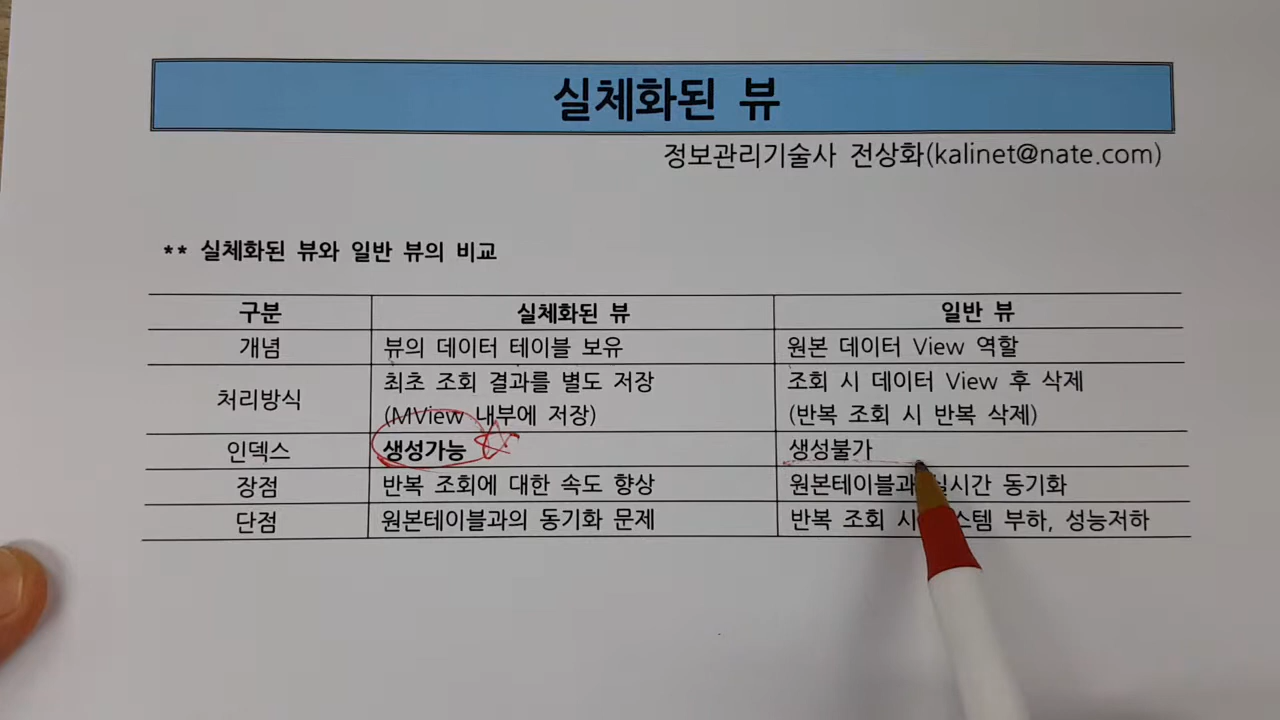 실체화된 뷰
정보관리기술사 전상화(kalinet@nate.com)
** 실체화된 뷰와 일반 뷰의 비교
구분 실체화된 뷰 일반 뷰
개념 뷰의 데이터 테이블 보유 원본 데이터 View 역할
처리방식 최초 조회 결과를 별도 저장 조회 시 데이터 View 후 삭제
(MView 내부에 저장) (반복 조회 시 반복 삭제)
인덱스 생성가능 생성불가
장점 반복 조회에 대한 속도 향상 원본테이블과 실시간 동기화
단점 원본테이블과의 동기화 문제 반복 조회 시 부하, 성능저하